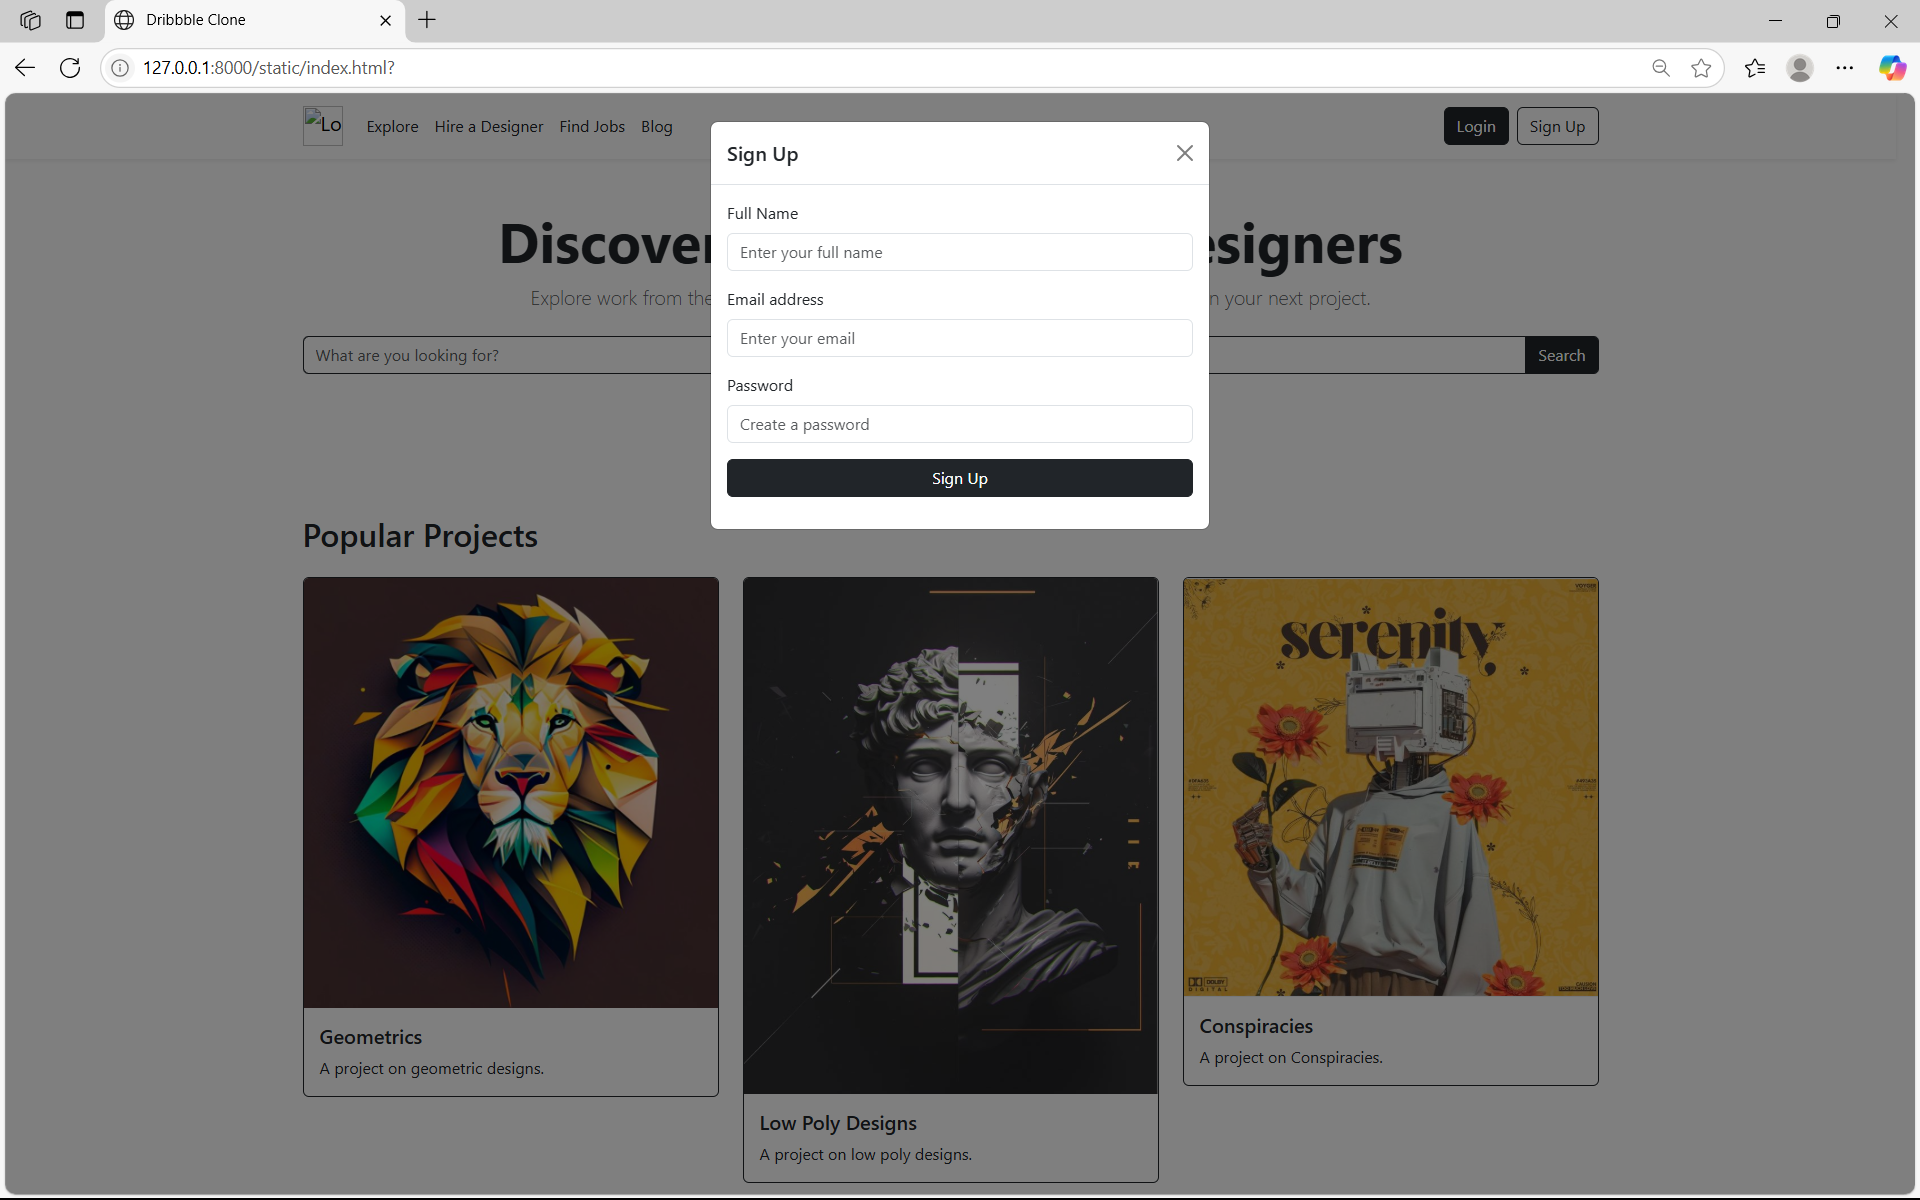 Dribbble Clone
127.0.0.1:8000/static/index.html?
Lo
Explore Hire a Designer Find Jobs Blog
Login Sign Up
Sign Up
Full Name
Enter your full name
Email address
Enter your email
Password
Create a password
Sign Up
Discover
esigners
Explore work from the
n your next project.
What are you looking for?
Search
Popular Projects
serenity
DOLBY
DIGITAL
Geometrics
A project on geometric designs.
Low Poly Designs
A project on low poly designs.
Conspiracies
A project on Conspiracies.